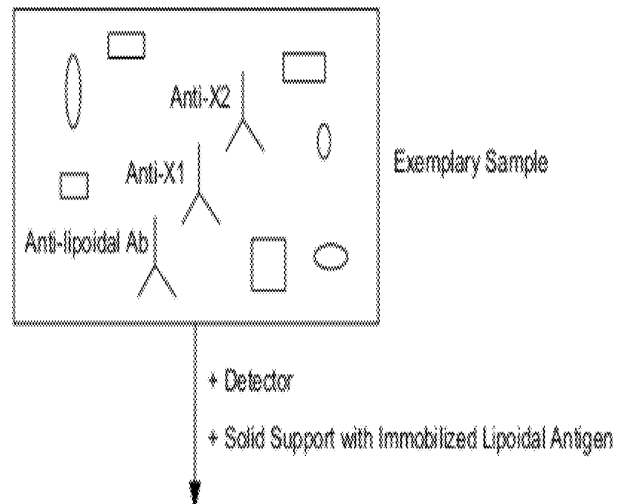 Anti-X2
Exemplary Sample
Anti-X1
Anti-lipoidal Ab
+ Detector
+ Solid Support with Immobilized Lipoidal Antigen